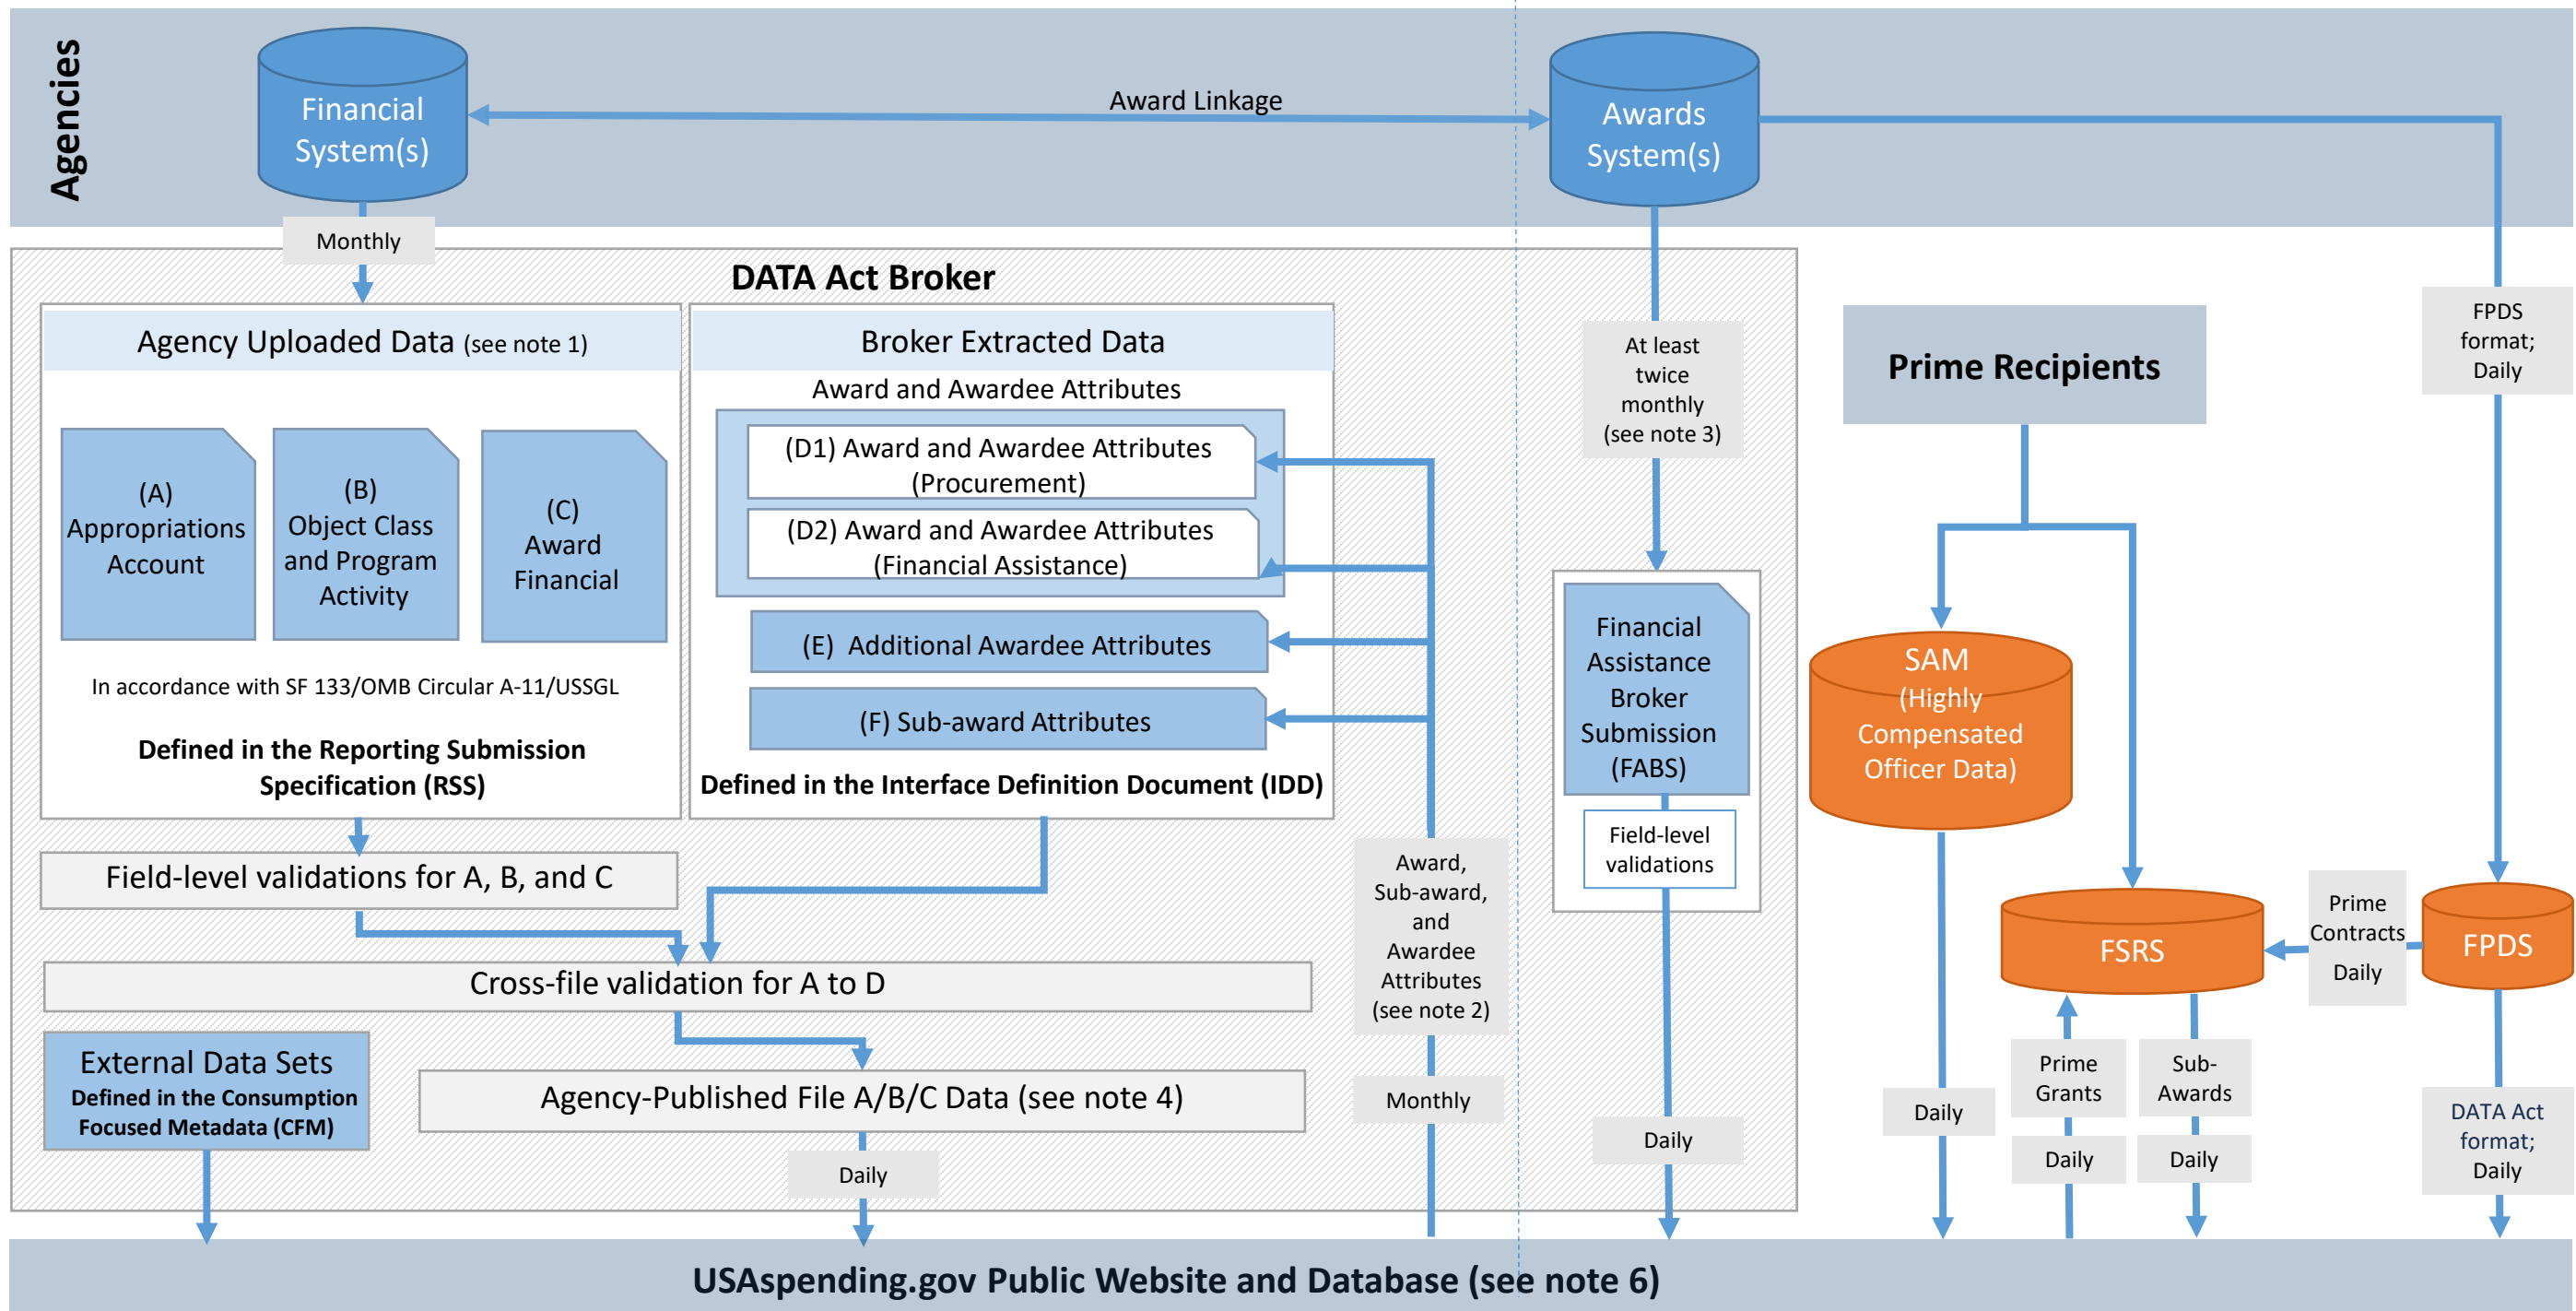 Agencies
Financial
System(s)
Award Linkage
Awards
System(s)
Monthly
DATA Act Broker
Agency Uploaded Data (see note 1)
(A)
Appropriations
Account
(B)
Object Class
and Program
Activity
(C)
Award
Financial
In accordance with SF 133/OMB Circular A-11/USSGL
Defined in the Reporting Submission
Specification (RSS)
Broker Extracted Data
Award and Awardee Attributes
(D1) Award and Awardee Attributes
(Procurement)
(D2) Award and Awardee Attributes
(Financial Assistance)
(E) Additional Awardee Attributes
(F) Sub-award Attributes
Defined in the Interface Definition Document (IDD)
At least
twice
monthly
(see note 3)
Financial
Assistance
Broker
Submission
(FABS)
Field-level
validations
Prime Recipients
FPDS
format;
Daily
SAM
(Highly
Compensated
Officer Data)
Field-level validations for A, B, and C
Cross-file validation for A to D
External Data Sets
Defined in the Consumption
Focused Metadata (CFM)
Agency-Published File A/B/C Data (see note 4)
Daily
Award,
Sub-award,
and
Awardee
Attributes
(see note 2)
Monthly
Daily
Daily
FSRS
Prime
Contracts
Daily
FPDS
Prime
Grants
Daily
Sub-
Awards
Daily
DATA Act
format;
Daily
USAspending.gov Public Website and Database (see note 6)